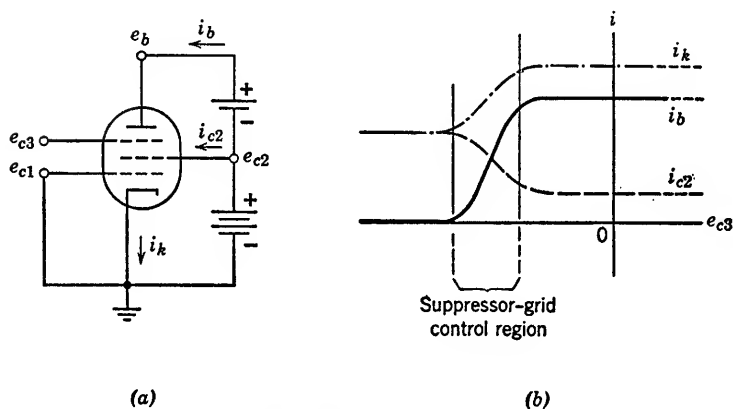 e_b
i_b
+
-
e_c3
e_c1
i_c2
e_c2
+
-
i_k
(a)
i
i_k
i_b
i_c2
e_c3
0
Suppressor-grid
control region
(b)